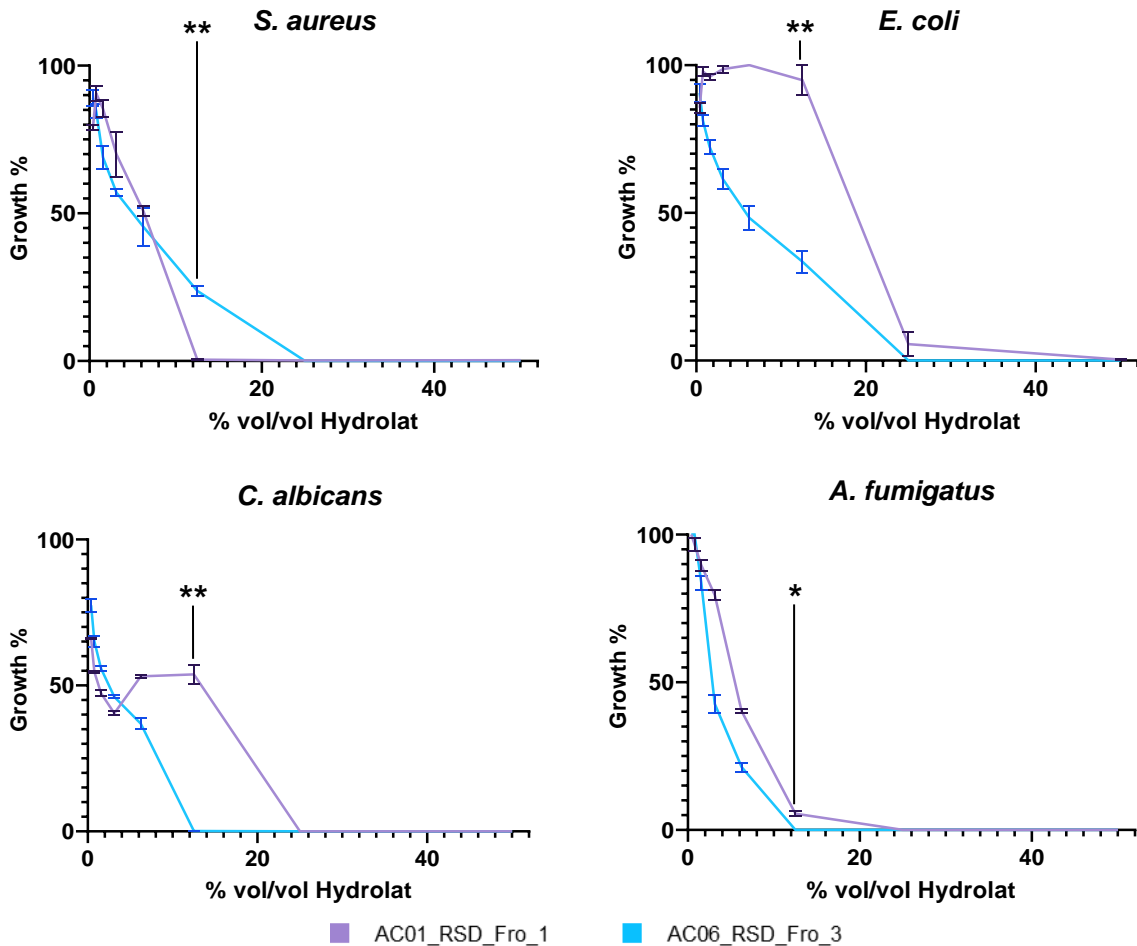 S. aureus
**
100
50
0
Growth %
0 20 40
% vol/vol Hydrolat
E. coli
**
100
50
0
Growth %
0 20 40
% vol/vol Hydrolat
C. albicans
**
100
50
0
Growth %
0 20 40
% vol/vol Hydrolat
A. fumigatus
*
100
50
0
Growth %
0 20 40
% vol/vol Hydrolat
AC01_RSD_Fro_1 AC06_RSD_Fro_3